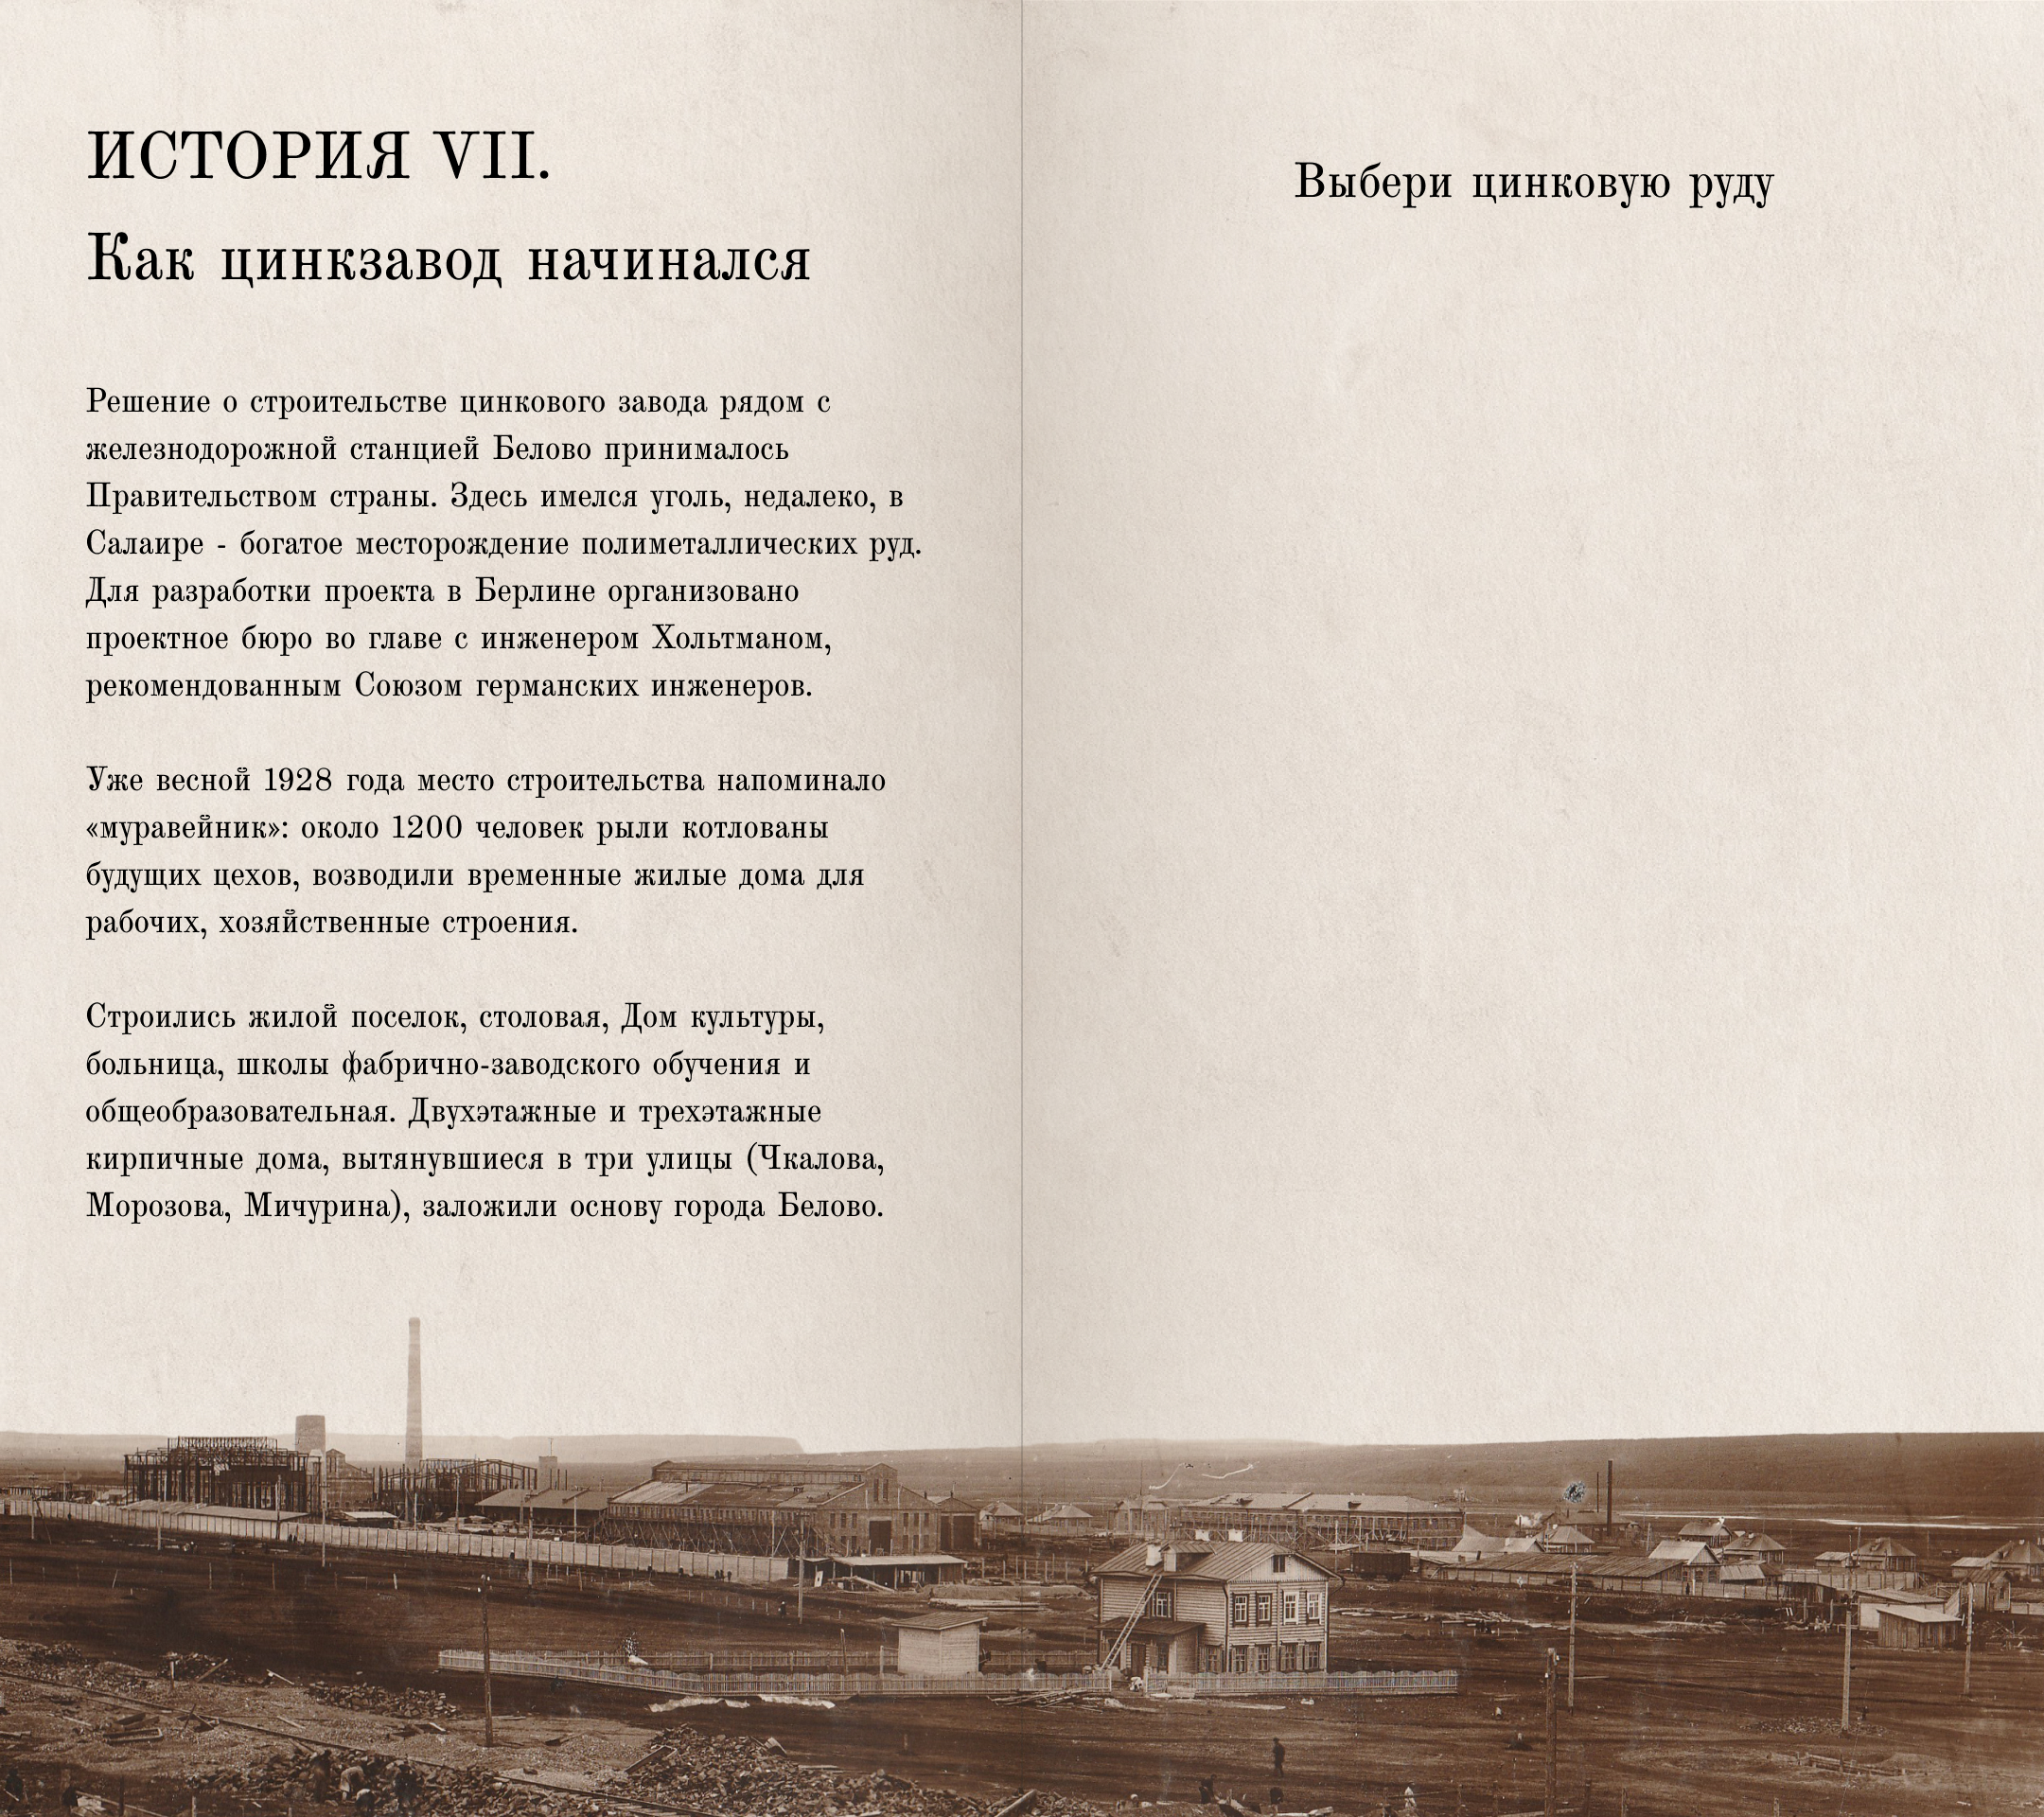 ИСТОРИЯ VII.
Как цинкзавод начинался
Решение о строительстве цинкового завода рядом с
железнодорожной станцией Белово принималось
Правительством страны. Здесь имелся уголь, недалеко, в
Салаире - богатое месторождение полиметаллических руд.
Для разработки проекта в Берлине организовано
проектное бюро во главе с инженером Хольтманом,
рекомендованным Союзом германских инженеров.
Уже весной 1928 года место строительства напоминало
«муравейник»: около 1200 человек рыли котлованы
будущих цехов, возводили временные жилые дома для
рабочих, хозяйственные строения.
Строились жилой поселок, столовая, Дом культуры,
больница, школы фабрично-заводского обучения и
общеобразовательная. Двухэтажные и трехэтажные
кирпичные дома, вытянувшиеся в три улицы (Чкалова,
Морозова, Мичурина), заложили основу города Белово.
Выбери цинковую руду